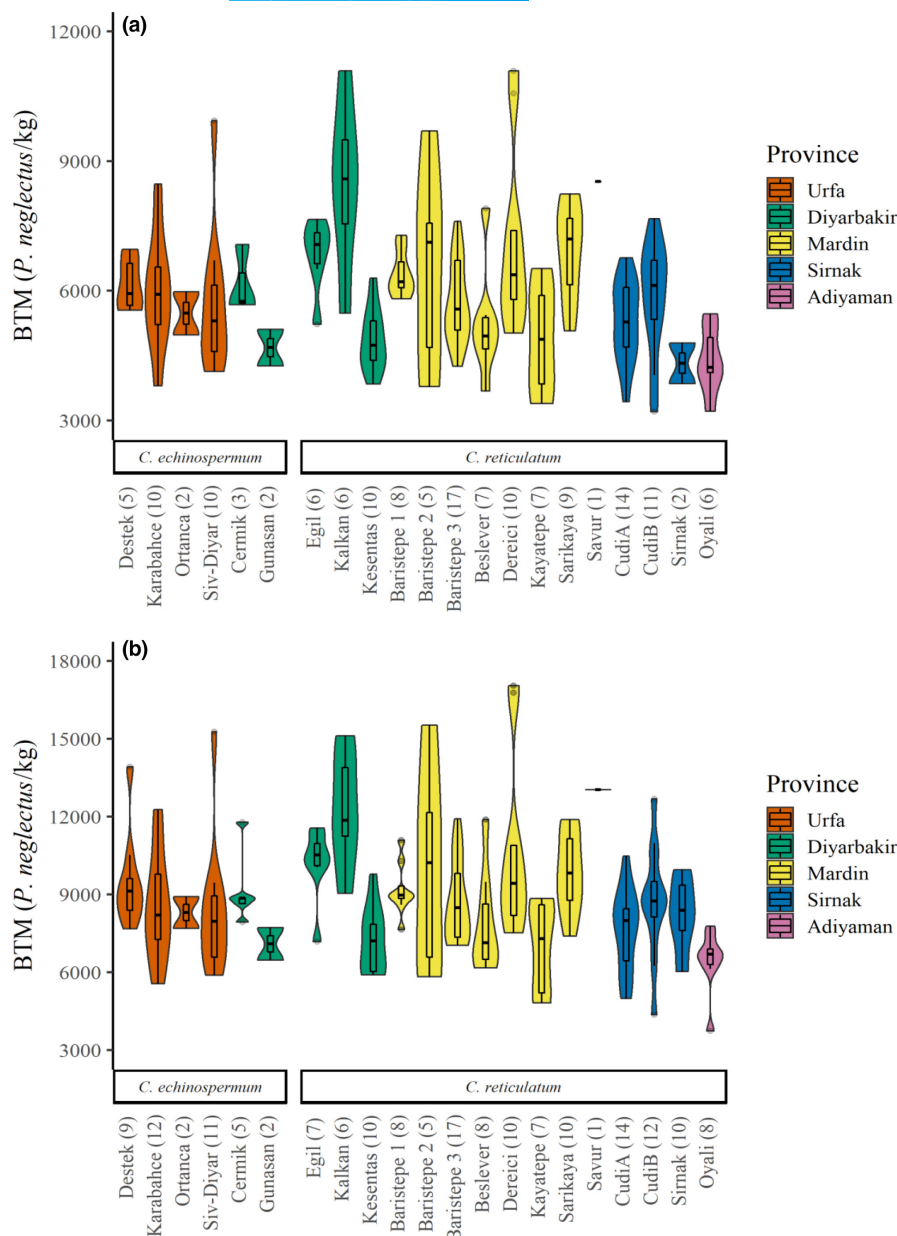 (a)
12000
9000
6000
3000
BTM (P. neglectus/kg)
C. echinospermum
C. reticulatum
Destek (5)
Karabahce (10)
Ortanca (2)
Siv-Diyar (10)
Cermik (3)
Gunasan (2)
Egil (6)
Kalkan (6)
Kesentas (10)
Baristepe 1 (8)
Baristepe 2 (5)
Baristepe 3 (17)
Beslever (7)
Dereici (10)
Kayatepe (7)
Sarikaya (9)
Savur (1)
CudiA (14)
CudiB (11)
Sirnak (2)
Oyali (6)
Province
Urfa
Diyarbakir
Mardin
Sirnak
Adiyaman
(b)
18000
15000
12000
9000
6000
3000
BTM (P. neglectus/kg)
C. echinospermum
C. reticulatum
Destek (9)
Karabahce (12)
Ortanca (2)
Siv-Diyar (11)
Cermik (5)
Gunasan (2)
Egil (7)
Kalkan (6)
Kesentas (10)
Baristepe 1 (8)
Baristepe 2 (5)
Baristepe 3 (17)
Beslever (8)
Dereici (10)
Kayatepe (7)
Sarikaya (10)
Savur (1)
CudiA (14)
CudiB (12)
Sirnak (10)
Oyali (8)
Province
Urfa
Diyarbakir
Mardin
Sirnak
Adiyaman